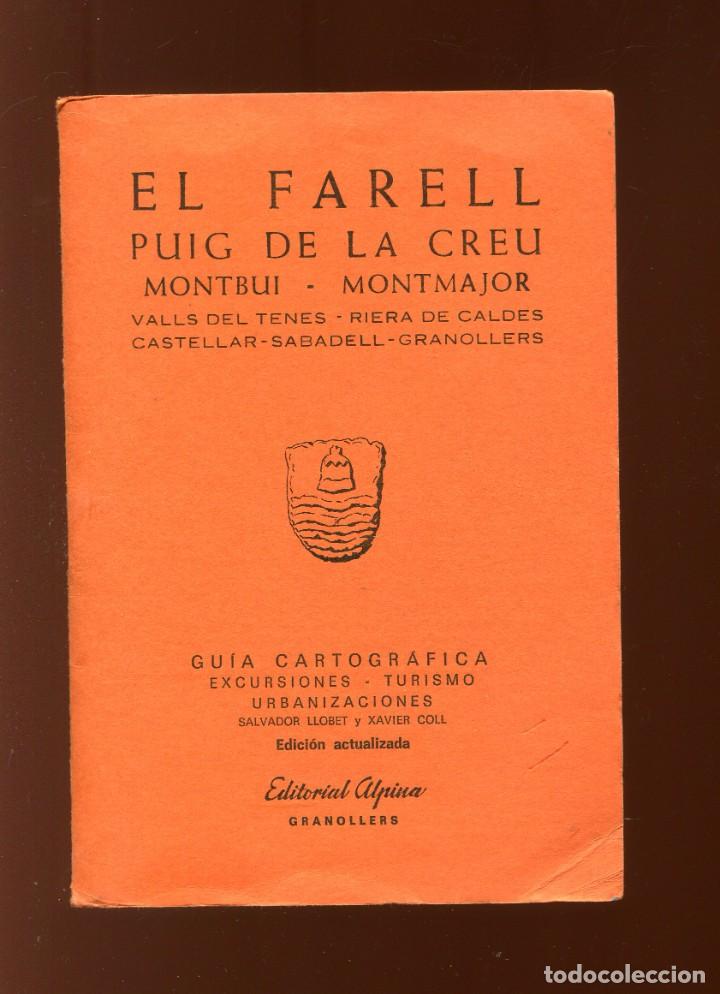 EL FARELL
PUIG DE LA CREU
MONTBUI - MONTMAJOR
VALLS DEL TENES - RIERA DE CALDES
CASTELLAR-SABADELL-GRANOLLERS
GUÍA CARTOGRÁFICA
EXCURSIONES - TURISMO
URBANIZACIONES
SALVADOR LLOBET y XAVIER COLL
Edición actualizada
Editorial Alpina
GRANOLLERS
todocoleccion